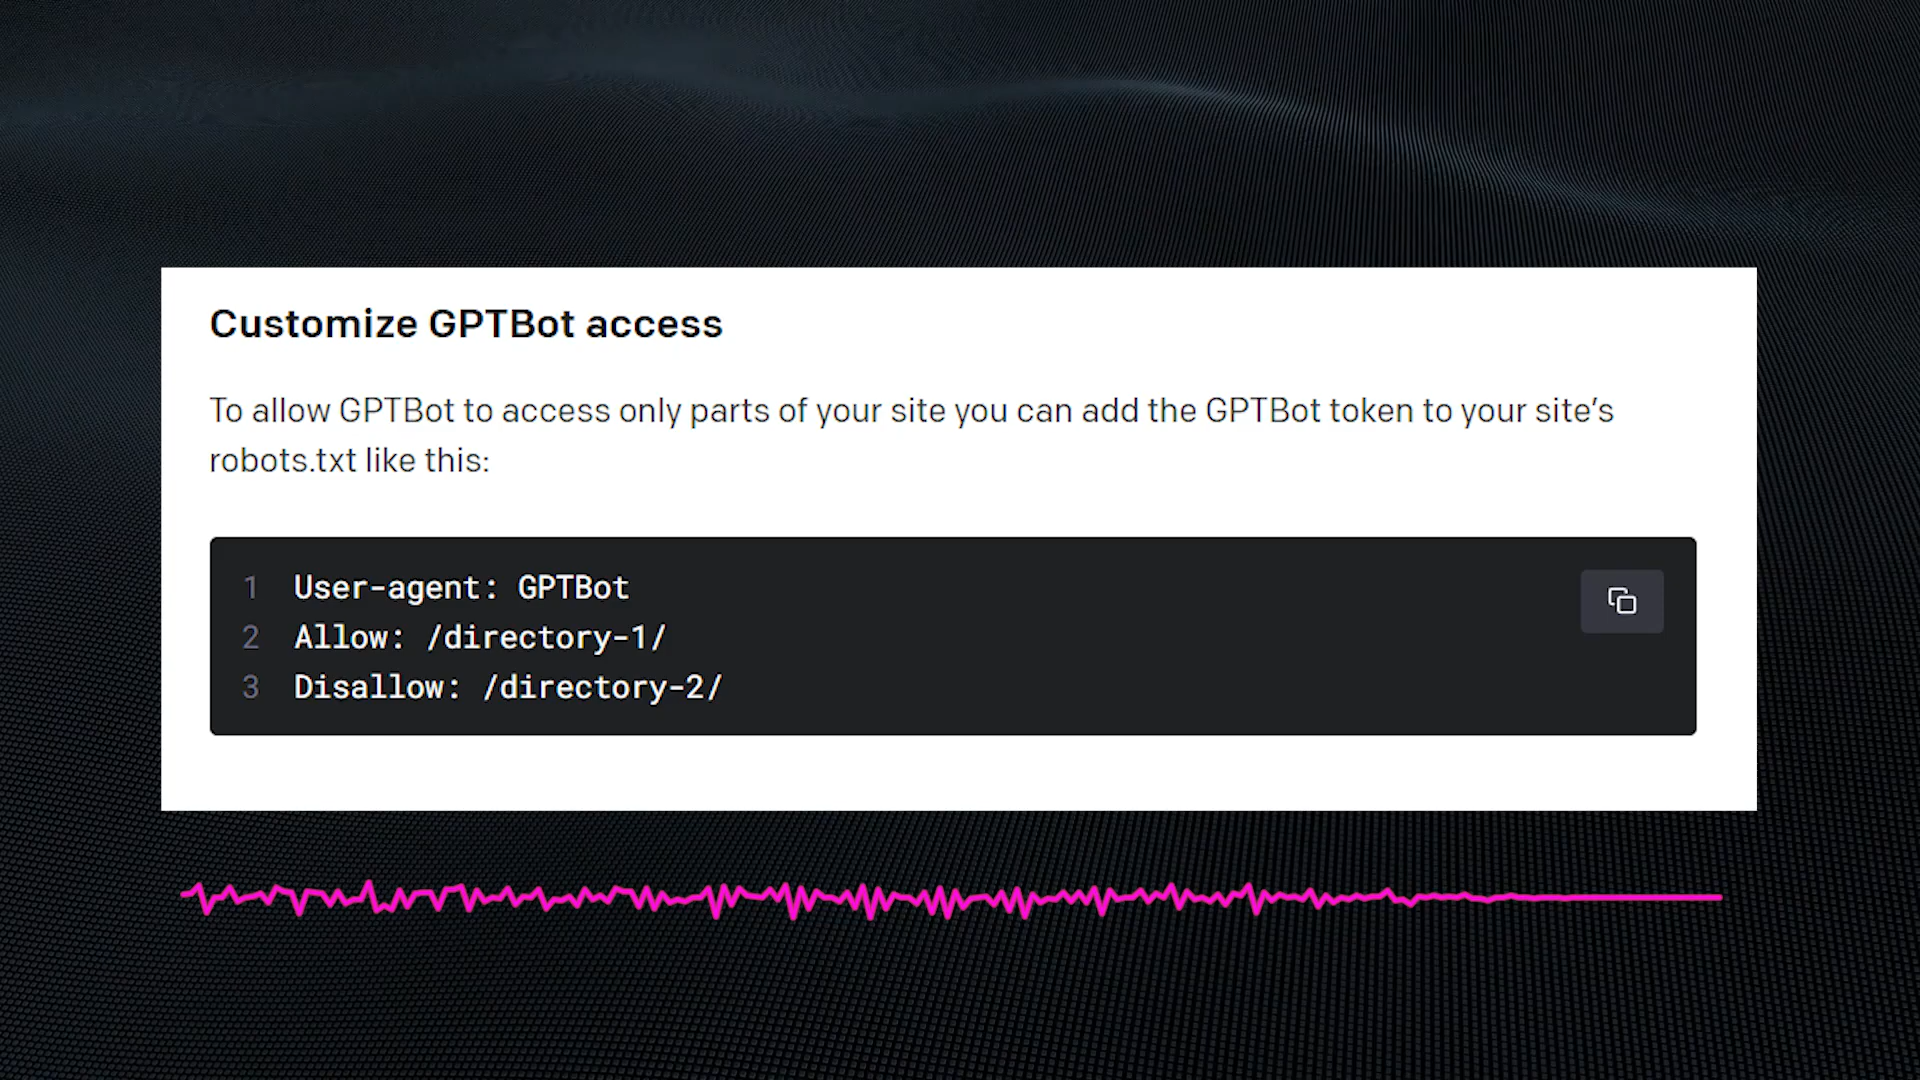 Customize GPTBot access
To allow GPTBot to access only parts of your site you can add the GPTBot token to your site’s
robots.txt like this:
1 User-agent: GPTBot
2 Allow: /directory-1/
3 Disallow: /directory-2/